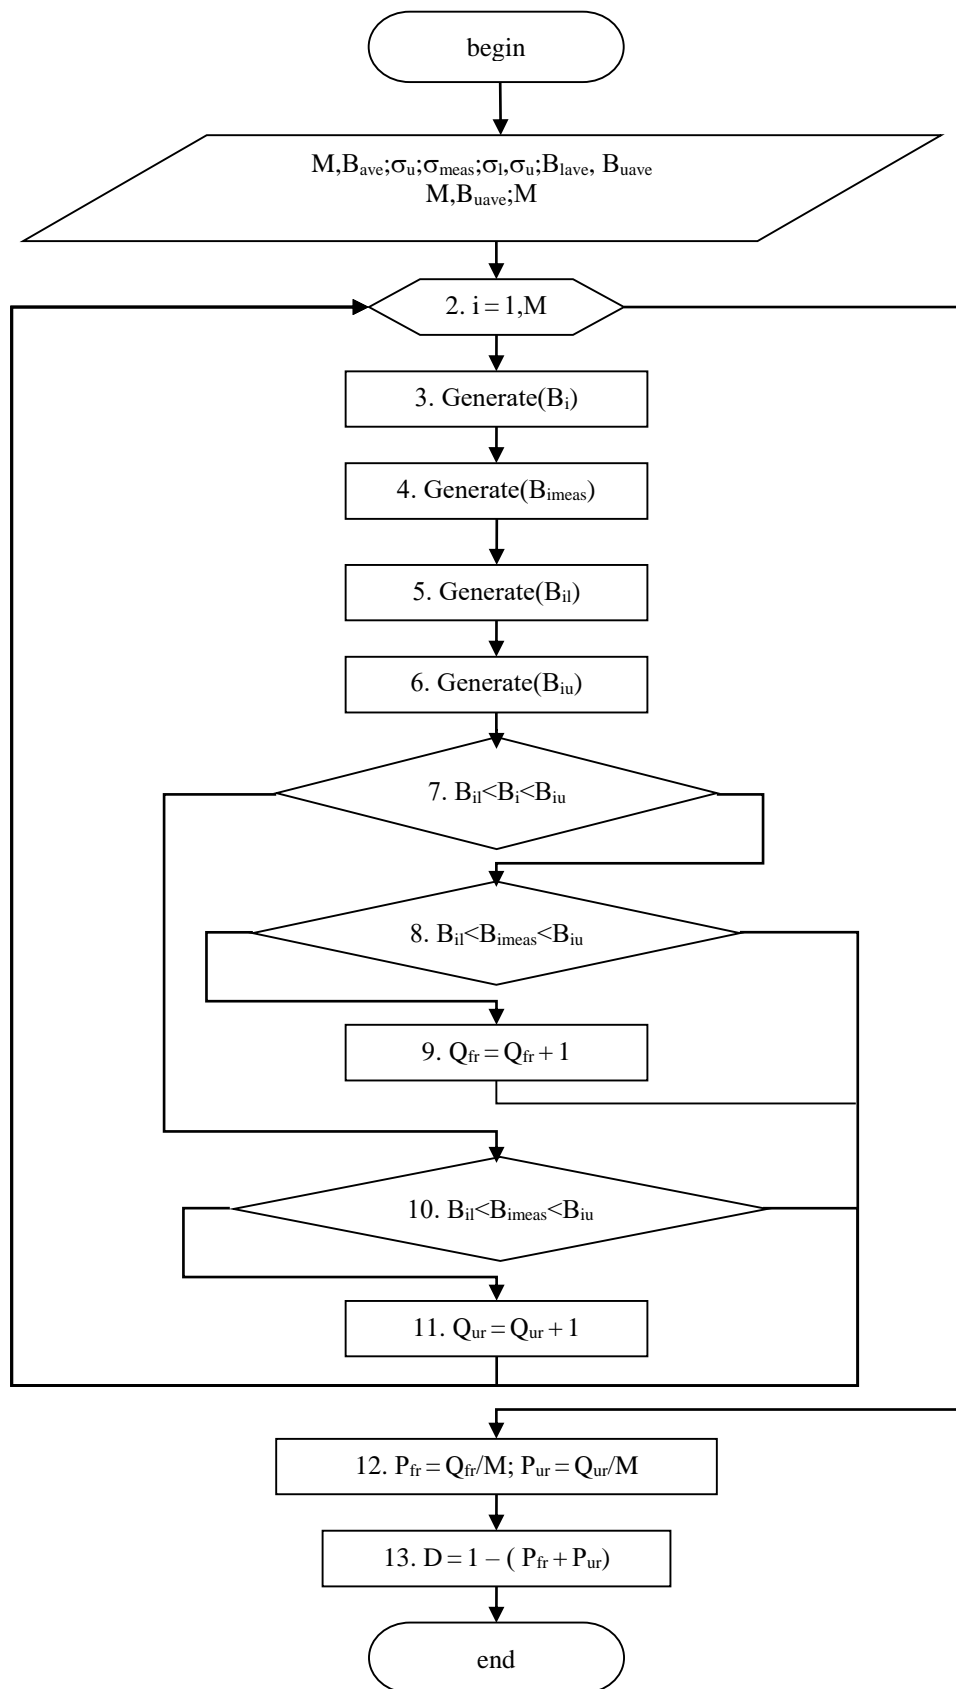 begin
M,Bave;σu;σmeas;σl,σu;Blave, Buave
M,Buave;M
2. i = 1,M
3. Generate(Bi)
4. Generate(Bimeas)
5. Generate(Bil)
6. Generate(Biu)
7. Bil<Bi<Biu
8. Bil<Bimeas<Biu
9. Qfr = Qfr + 1
10. Bil<Bimeas<Biu
11. Qur = Qur + 1
12. Pfr = Qfr/M; Pur = Qur/M
13. D = 1 – ( Pfr + Pur)
end